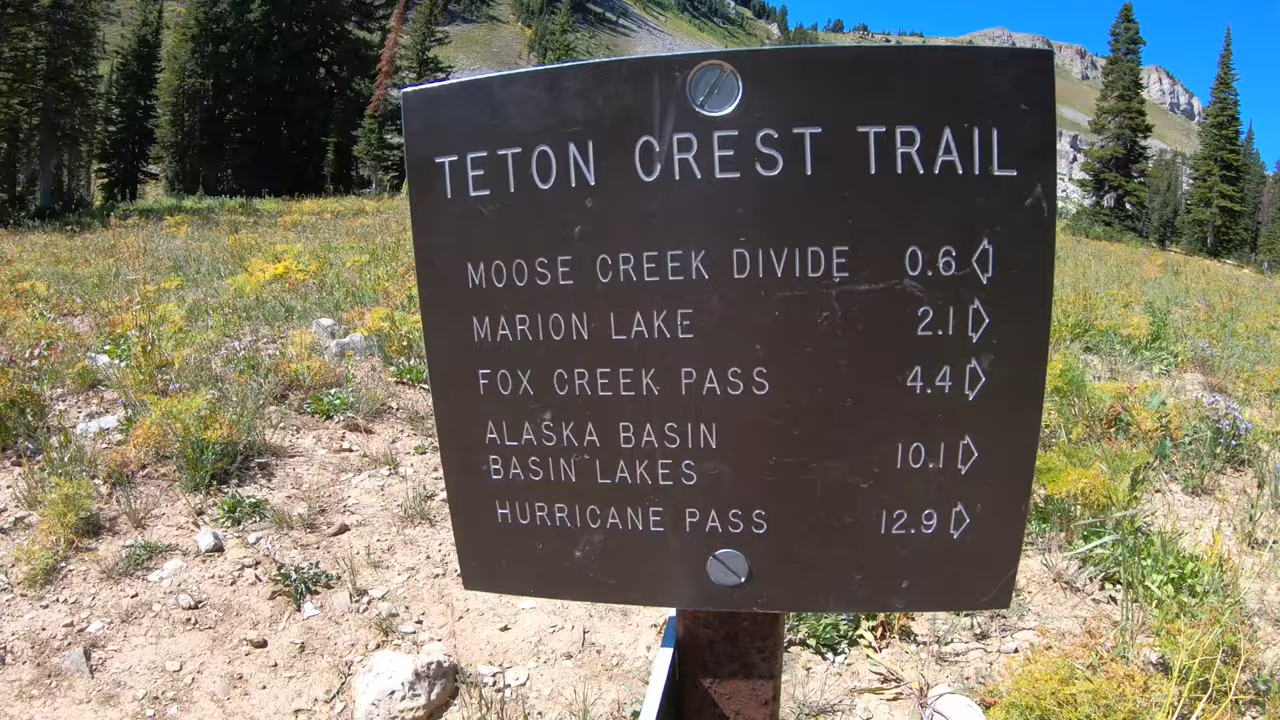 TETON CREST TRAIL
MOOSE CREEK DIVIDE 0.6
MARION LAKE 2.1
FOX CREEK PASS 4.4
ALASKA BASIN
BASIN LAKES 10.1
HURRICANE PASS 12.9